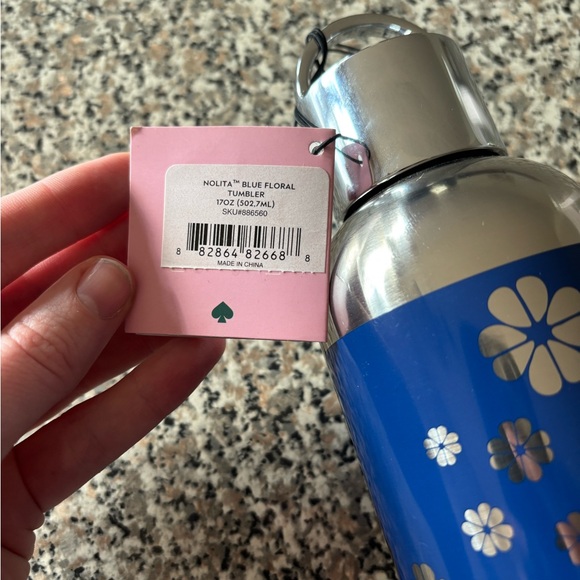 NOLITA™ BLUE FLORAL
TUMBLER
17OZ (502,7ML)
SKU#886560
8 82864 82668 8
MADE IN CHINA